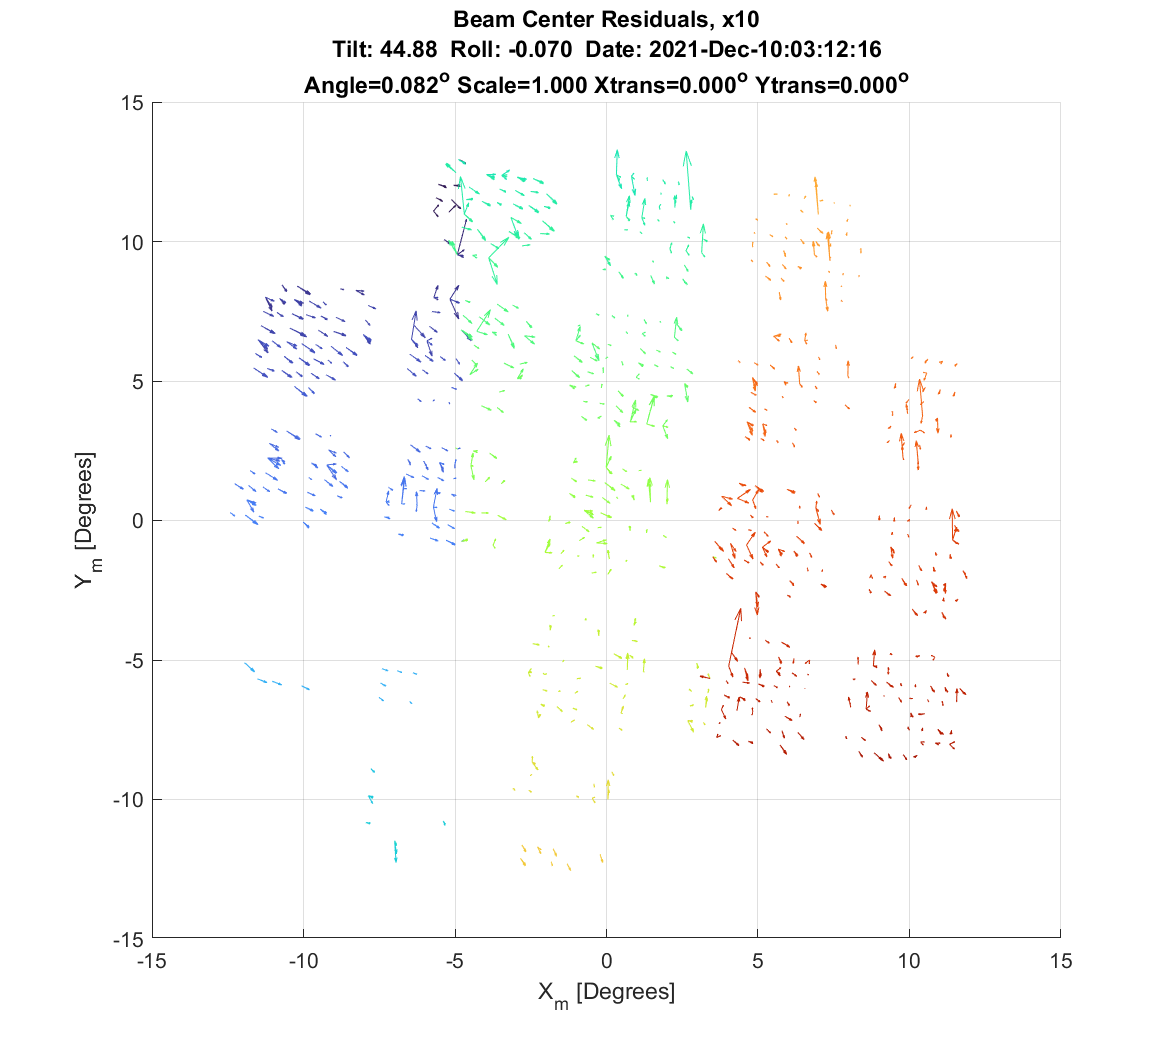 Beam Center Residuals, x10
Tilt: 44.88 Roll: -0.070 Date: 2021-Dec-10:03:12:16
Angle=0.082° Scale=1.000 Xtrans=0.000° Ytrans=0.000°
15
10
5
0
-5
-10
-15
Y_m [Degrees]
-15 -10 -5 0 5 10 15
X_m [Degrees]